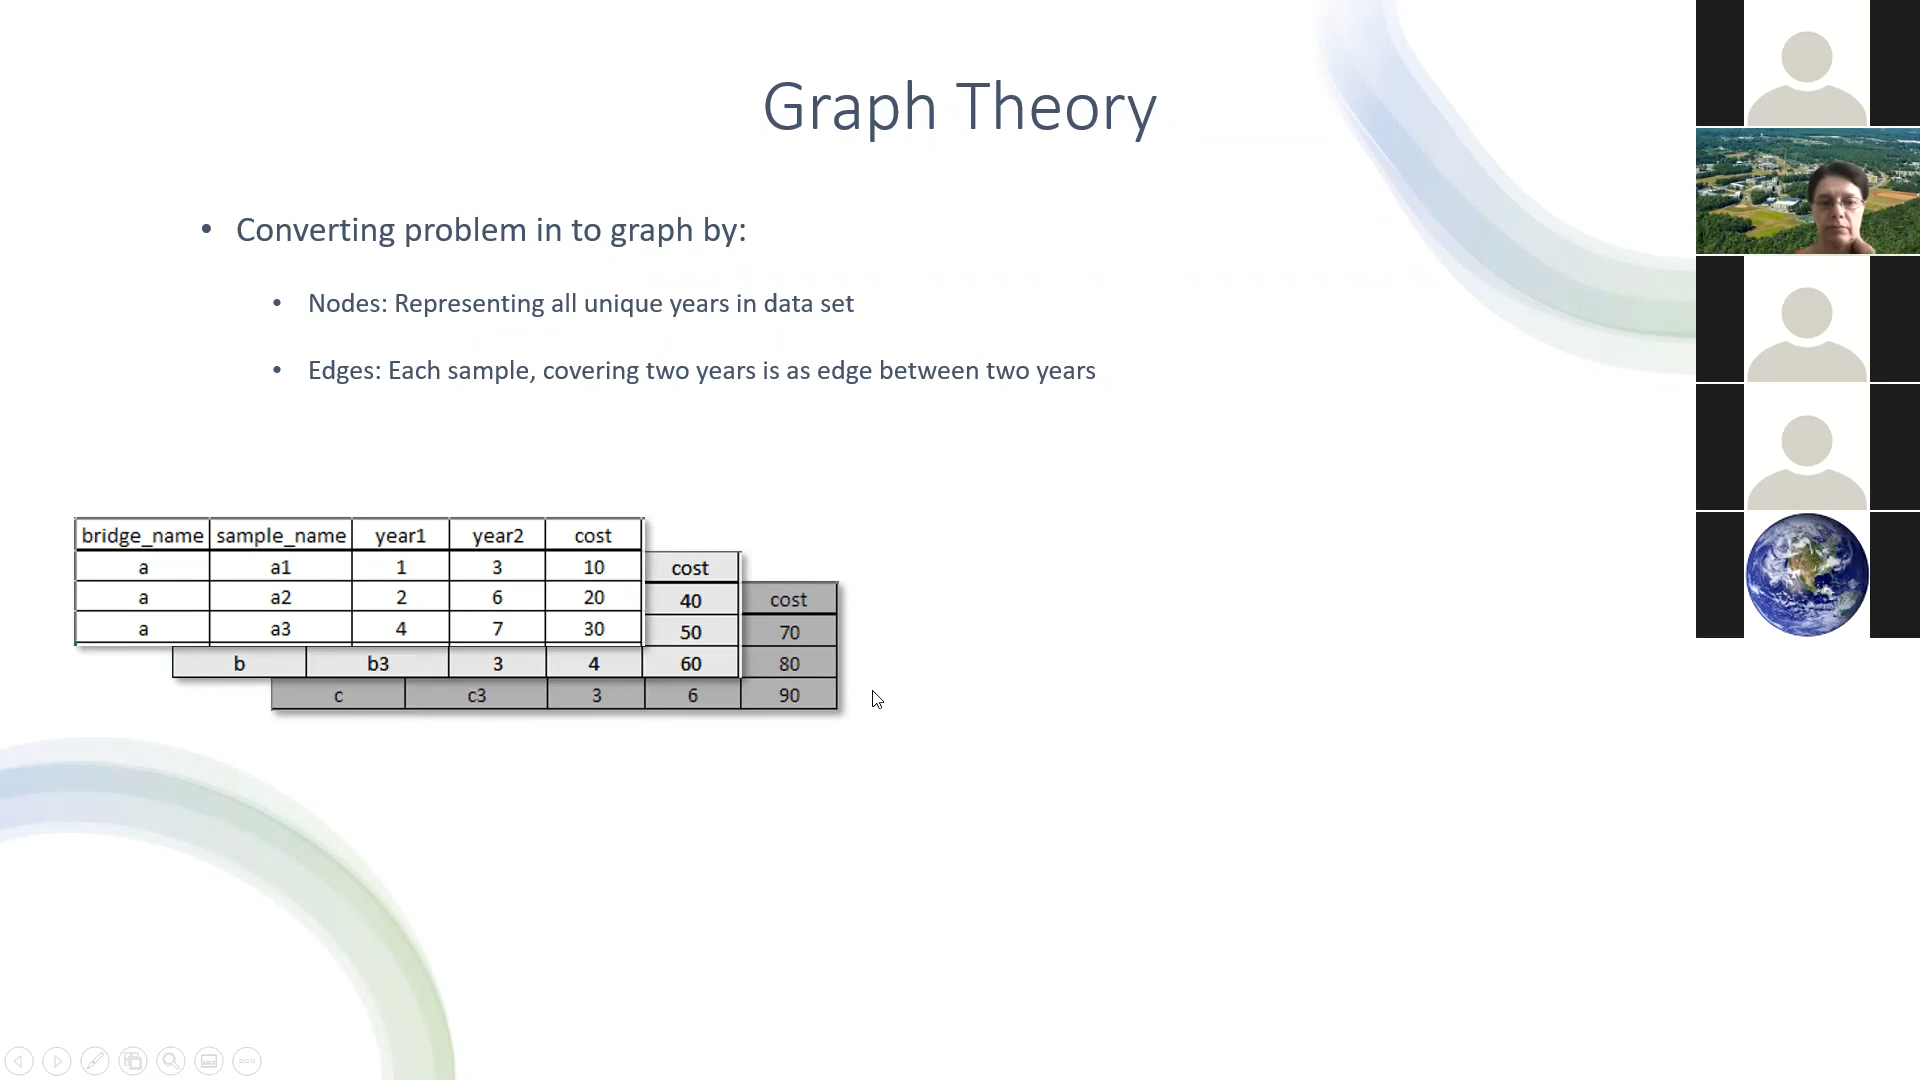 Graph Theory
• Converting problem in to graph by:
• Nodes: Representing all unique years in data set
• Edges: Each sample, covering two years is as edge between two years
bridge_name sample_name year1 year2 cost
a a1 1 3 10 cost
a a2 2 6 20 40 cost
a a3 4 7 30 50 70
b b3 3 4 60 80
c c3 3 6 90